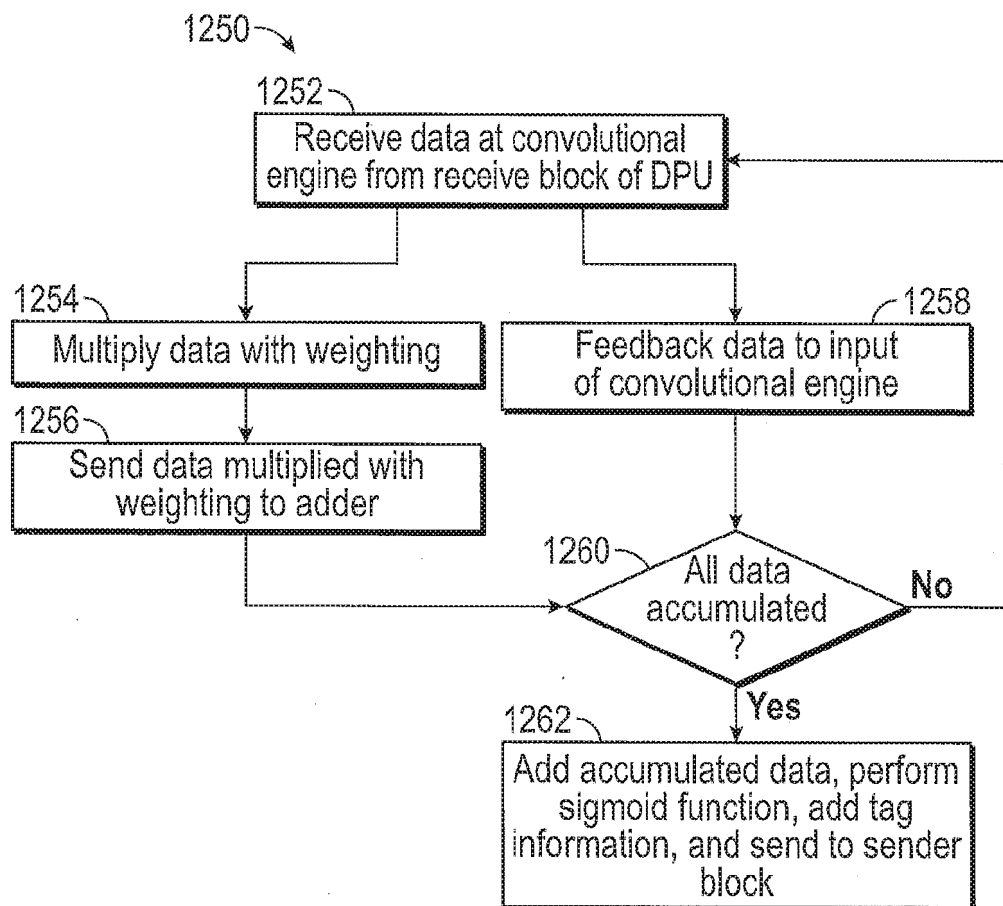 1250
1252
Receive data at convolutional
engine from receive block of DPU
1254
Multiply data with weighting
1258
Feedback data to input
of convolutional engine
1256
Send data multiplied with
weighting to adder
1260
All data
accumulated
?
No
Yes
1262
Add accumulated data, perform
sigmoid function, add tag
information, and send to sender
block